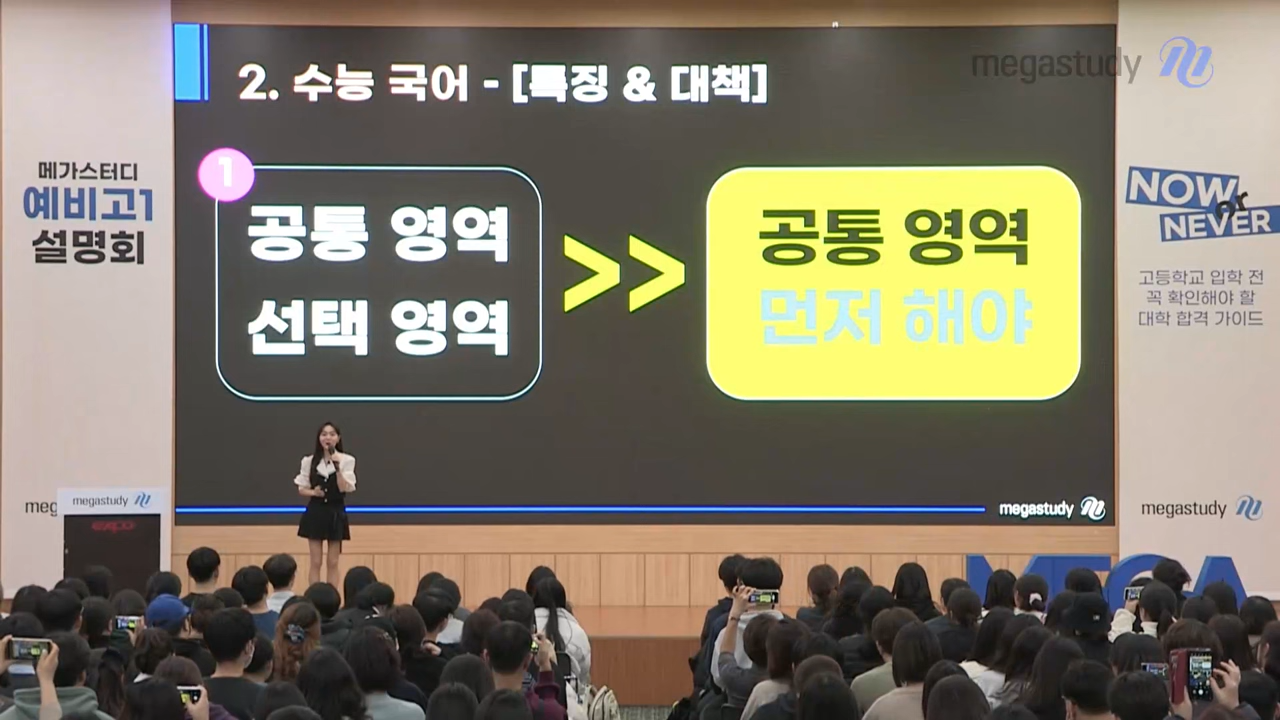 2. 수능 국어 - [특징 & 대책]
megastudy
1
공통 영역
선택 영역
>>
공통 영역
먼저 해야
megastudy
메가스터디
예비고1
설명회
meg
megastudy
NOW
or
NEVER
고등학교 입학 전
꼭 확인해야 할
대학 합격 가이드
megastudy
MEGA